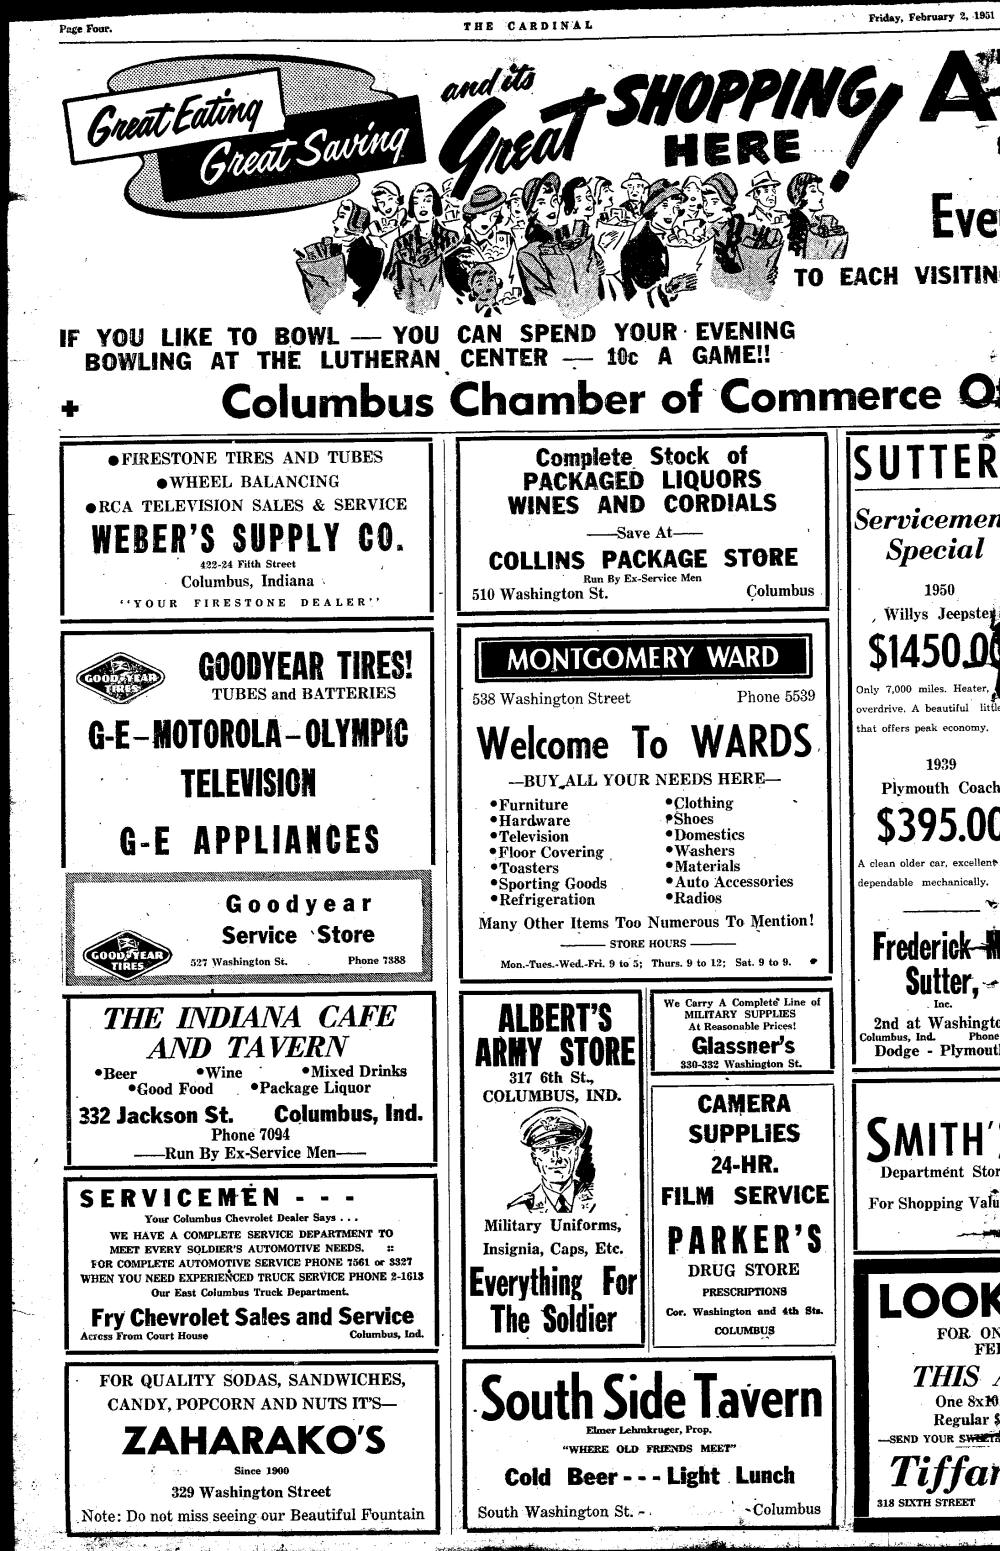 Page Four.
THE CARDINAL
Friday, February 2, 1951
Great Eating
Great Saving
and its
Great SHOPPING
HERE!
A
Eve
TO EACH VISITIN
IF YOU LIKE TO BOWL — YOU CAN SPEND YOUR EVENING
BOWLING AT THE LUTHERAN CENTER — 10c A GAME!!
+ Columbus Chamber of Commerce
● FIRESTONE TIRES AND TUBES
● WHEEL BALANCING
● RCA TELEVISION SALES & SERVICE
WEBER'S SUPPLY CO.
422-24 Fifth Street
Columbus, Indiana
"YOUR FIRESTONE DEALER"
GOODYEAR TIRES
GOODYEAR TIRES!
TUBES and BATTERIES
G-E–MOTOROLA–OLYMPIC
TELEVISION
G-E APPLIANCES
Goodyear
Service Store
GOODYEAR
TIRES
527 Washington St. Phone 7388
THE INDIANA CAFE
AND TAVERN
•Beer •Wine •Mixed Drinks
•Good Food •Package Liquor
332 Jackson St. Columbus, Ind.
Phone 7094
——Run By Ex-Service Men——
SERVICEMEN - - -
Your Columbus Chevrolet Dealer Says . . .
WE HAVE A COMPLETE SERVICE DEPARTMENT TO
MEET EVERY SOLDIER'S AUTOMOTIVE NEEDS. ::
FOR COMPLETE AUTOMOTIVE SERVICE PHONE 7561 or 3327
WHEN YOU NEED EXPERIENCED TRUCK SERVICE PHONE 2-1613
Our East Columbus Truck Department.
Fry Chevrolet Sales and Service
Across From Court House Columbus, Ind.
FOR QUALITY SODAS, SANDWICHES,
CANDY, POPCORN AND NUTS IT'S—
ZAHARAKO'S
Since 1900
329 Washington Street
Note: Do not miss seeing our Beautiful Fountain
Complete Stock of
PACKAGED LIQUORS
WINES AND CORDIALS
——Save At——
COLLINS PACKAGE STORE
Run By Ex-Service Men
510 Washington St. Columbus
MONTGOMERY WARD
538 Washington Street Phone 5539
Welcome To WARDS
—BUY ALL YOUR NEEDS HERE—
•Furniture •Clothing
•Hardware •Shoes
•Television •Domestics
•Floor Covering •Washers
•Toasters •Materials
•Sporting Goods •Auto Accessories
•Refrigeration •Radios
Many Other Items Too Numerous To Mention!
——— STORE HOURS ———
Mon.-Tues.-Wed.-Fri. 9 to 5; Thurs. 9 to 12; Sat. 9 to 9.
ALBERT'S
ARMY STORE
317 6th St.,
COLUMBUS, IND.
Military Uniforms,
Insignia, Caps, Etc.
Everything For
The Soldier
We Carry A Complete Line of
MILITARY SUPPLIES
At Reasonable Prices!
Glassner's
330-332 Washington St.
CAMERA
SUPPLIES
24-HR.
FILM SERVICE
PARKER'S
DRUG STORE
PRESCRIPTIONS
Cor. Washington and 4th Sts.
COLUMBUS
South Side Tavern
Elmer Lehmkruger, Prop.
"WHERE OLD FRIENDS MEET"
Cold Beer - - - Light Lunch
South Washington St. - Columbus
SUTTER
Servicemen
Special
1950
Willys Jeepster
$1450.00
Only 7,000 miles. Heater,
overdrive. A beautiful little
that offers peak economy.
1939
Plymouth Coach
$395.00
A clean older car, excellent
dependable mechanically.
Frederick
Sutter,
Inc.
2nd at Washingto
Columbus, Ind. Phone
Dodge - Plymout
SMITH'S
Department Stor
For Shopping Valu
LOOK
FOR ON
FE
THIS
One 8x10
Regular $
—SEND YOUR
Tiffa
318 SIXTH STREET